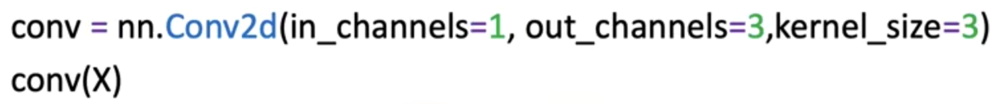 conv = nn.Conv2d(in_channels=1, out_channels=3,kernel_size=3)
conv(X)